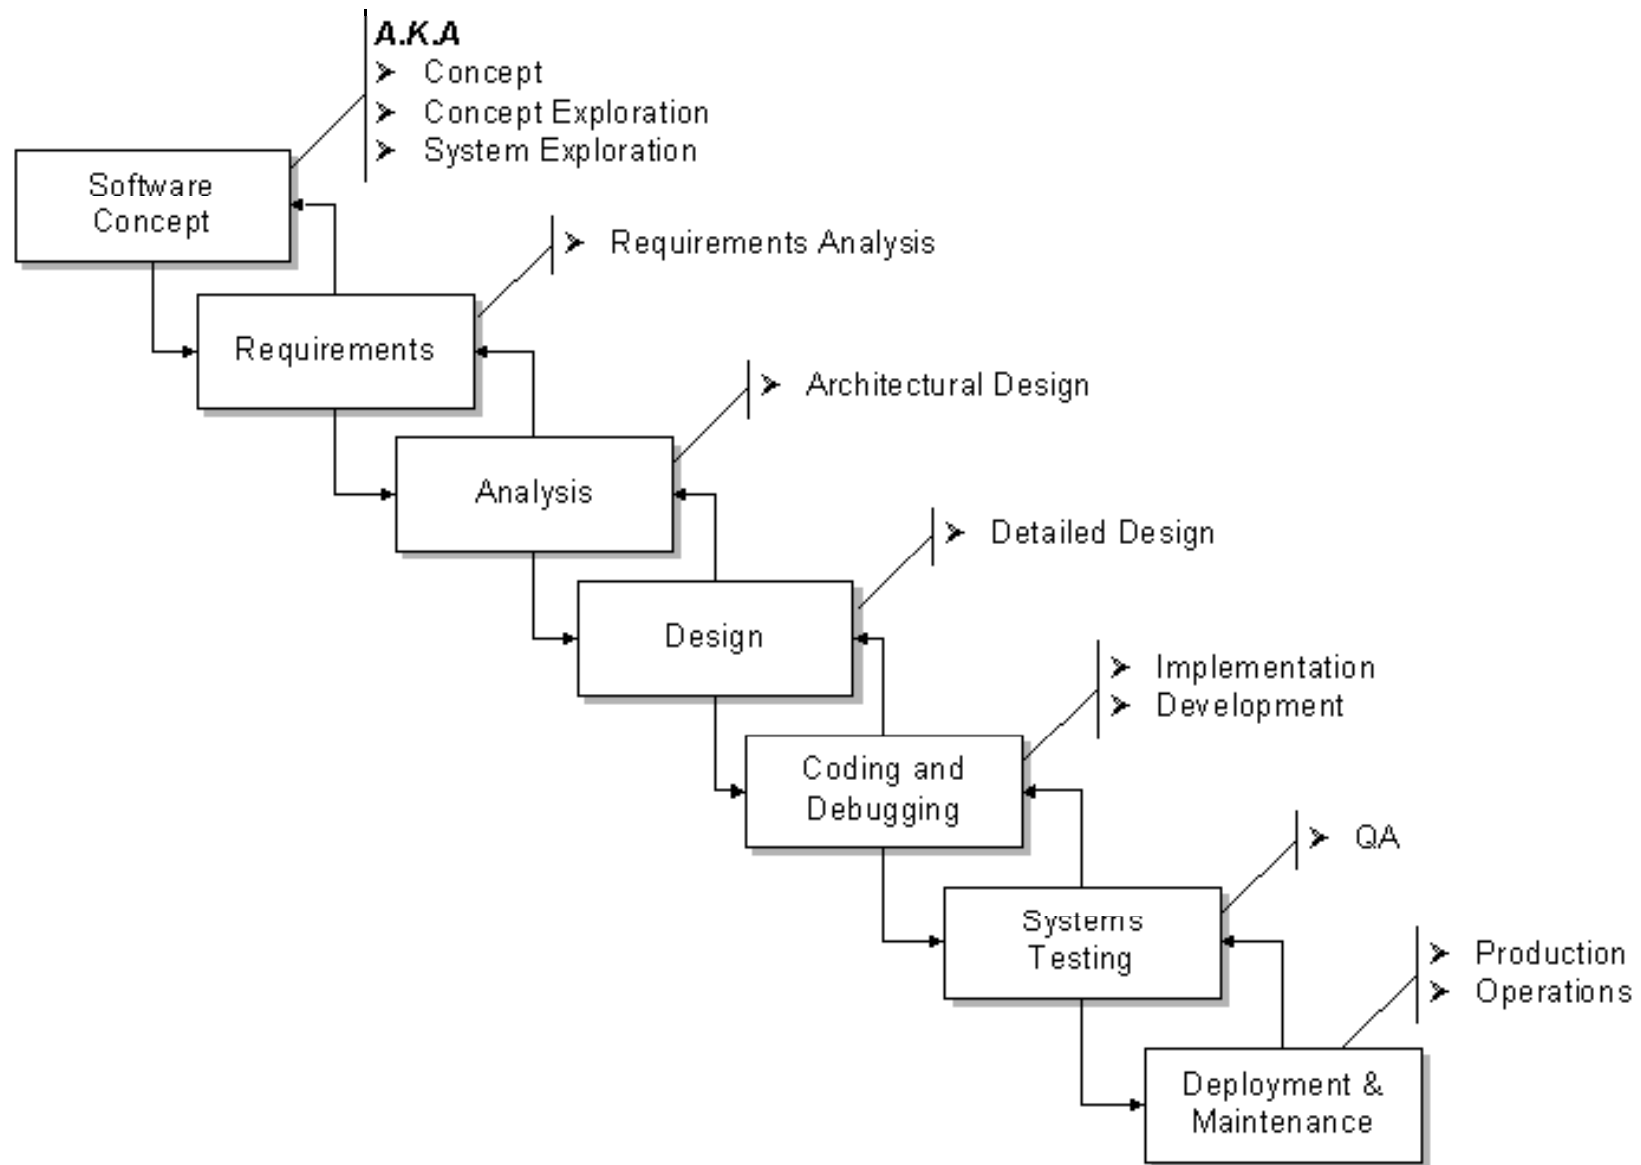 A.K.A
➢ Concept
➢ Concept Exploration
➢ System Exploration
Software
Concept
➢ Requirements Analysis
Requirements
➢ Architectural Design
Analysis
➢ Detailed Design
Design
➢ Implementation
➢ Development
Coding and
Debugging
➢ QA
Systems
Testing
➢ Production
➢ Operations
Deployment &
Maintenance